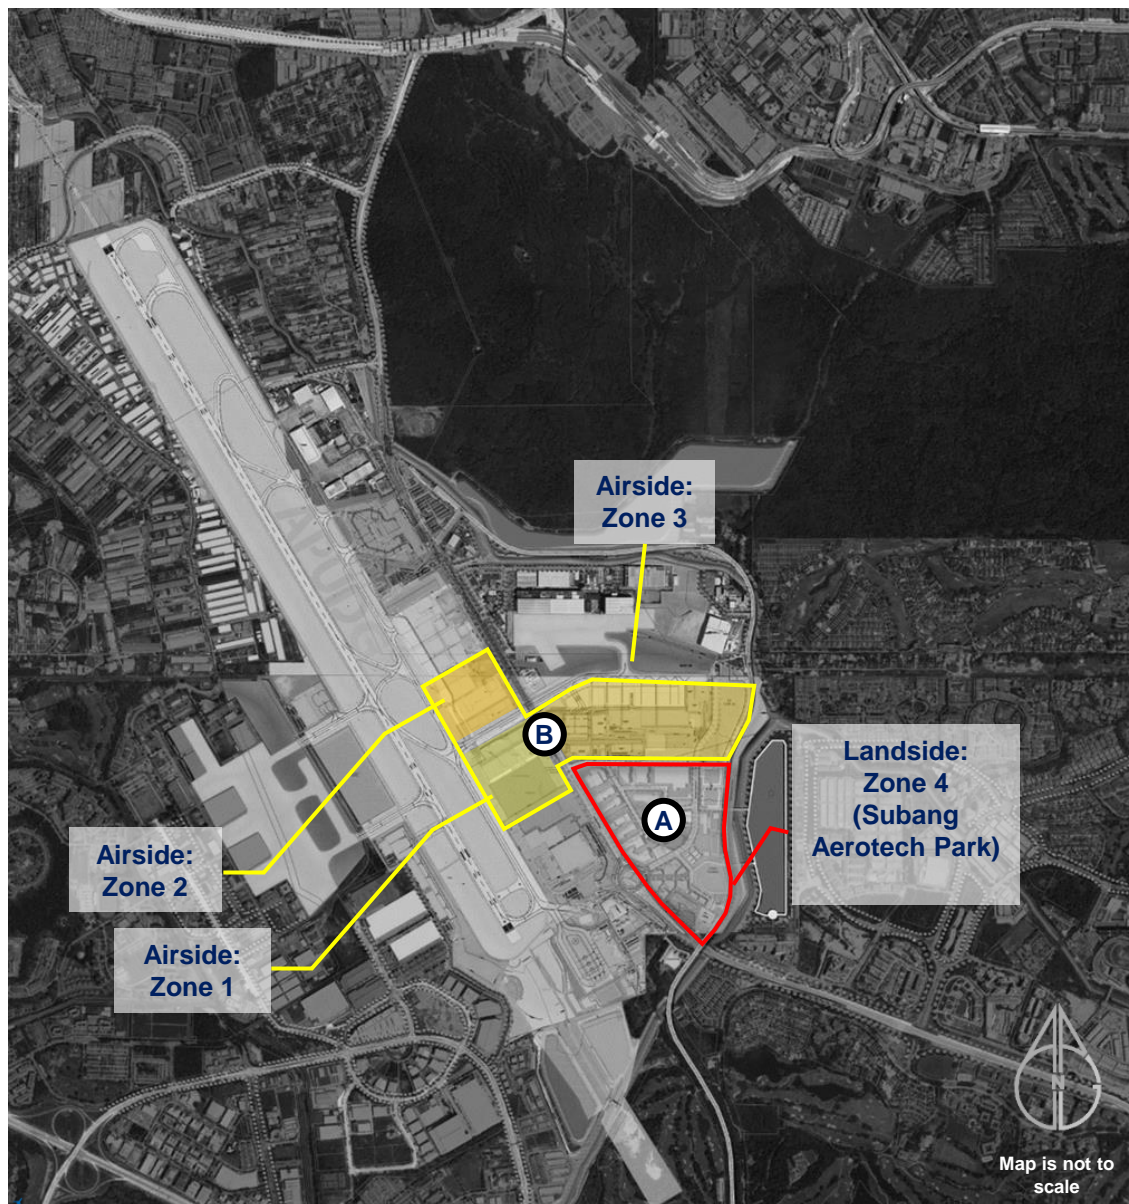 Airside:
Zone 3
B
Landside:
Zone 4
(Subang
Aerotech Park)
A
Airside:
Zone 2
Airside:
Zone 1
N
Map is not to
scale